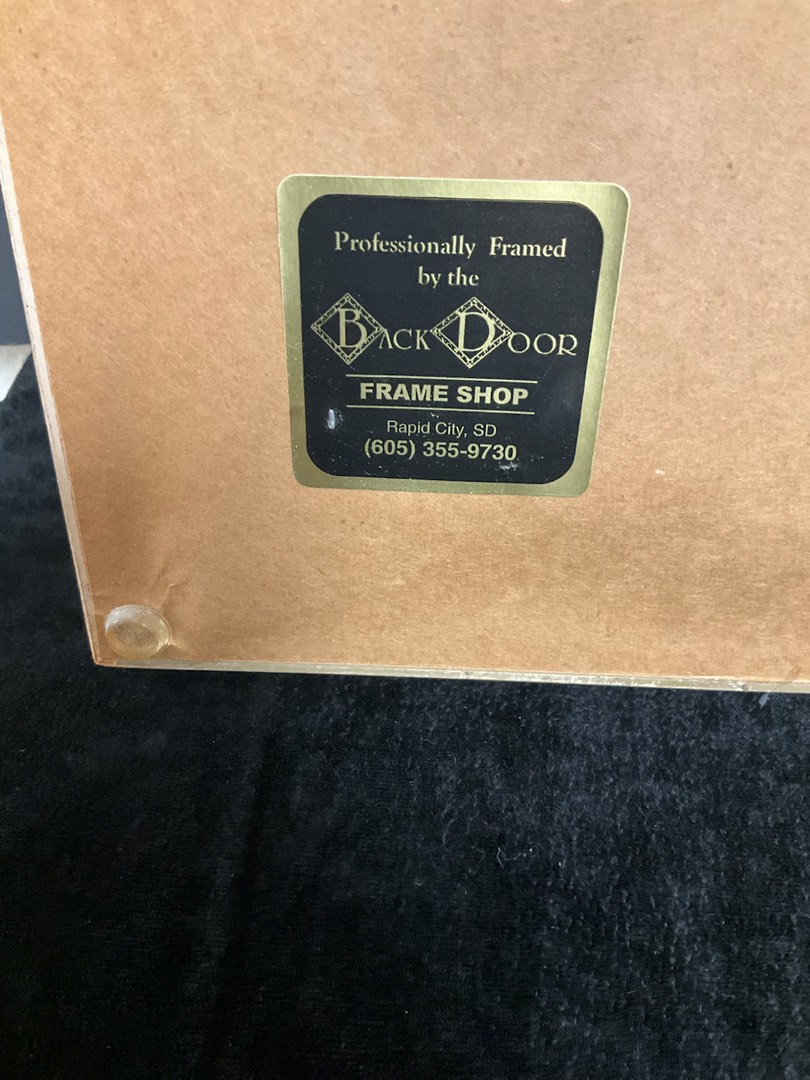 Professionally Framed
by the
BACK DOOR
FRAME SHOP
Rapid City, SD
(605) 355-9730